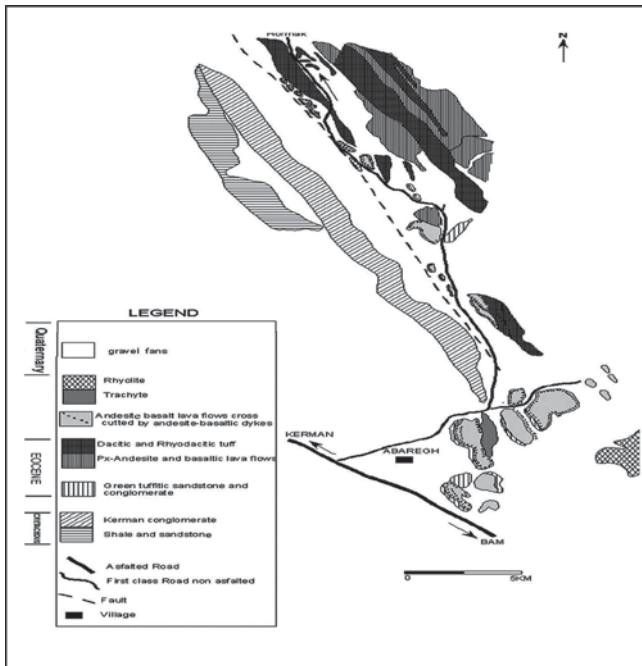 Hormak
N
LEGEND
Quaternary
gravel fans
Rhyolite
Trachyte
Andesite basalt lava flows cross
cutted by andesite-basaltic dykes
EOCENE
Dacitic and Rhyodacitic tuff
Px-Andesite and basaltic lava flows
Green tuffitic sandstone and
conglomerate
Kerman conglomerate
Shale and sandstone
Asfalted Road
First class Road non asfalted
Fault
Village
KERMAN
ABAREGH
BAM
0 5KM